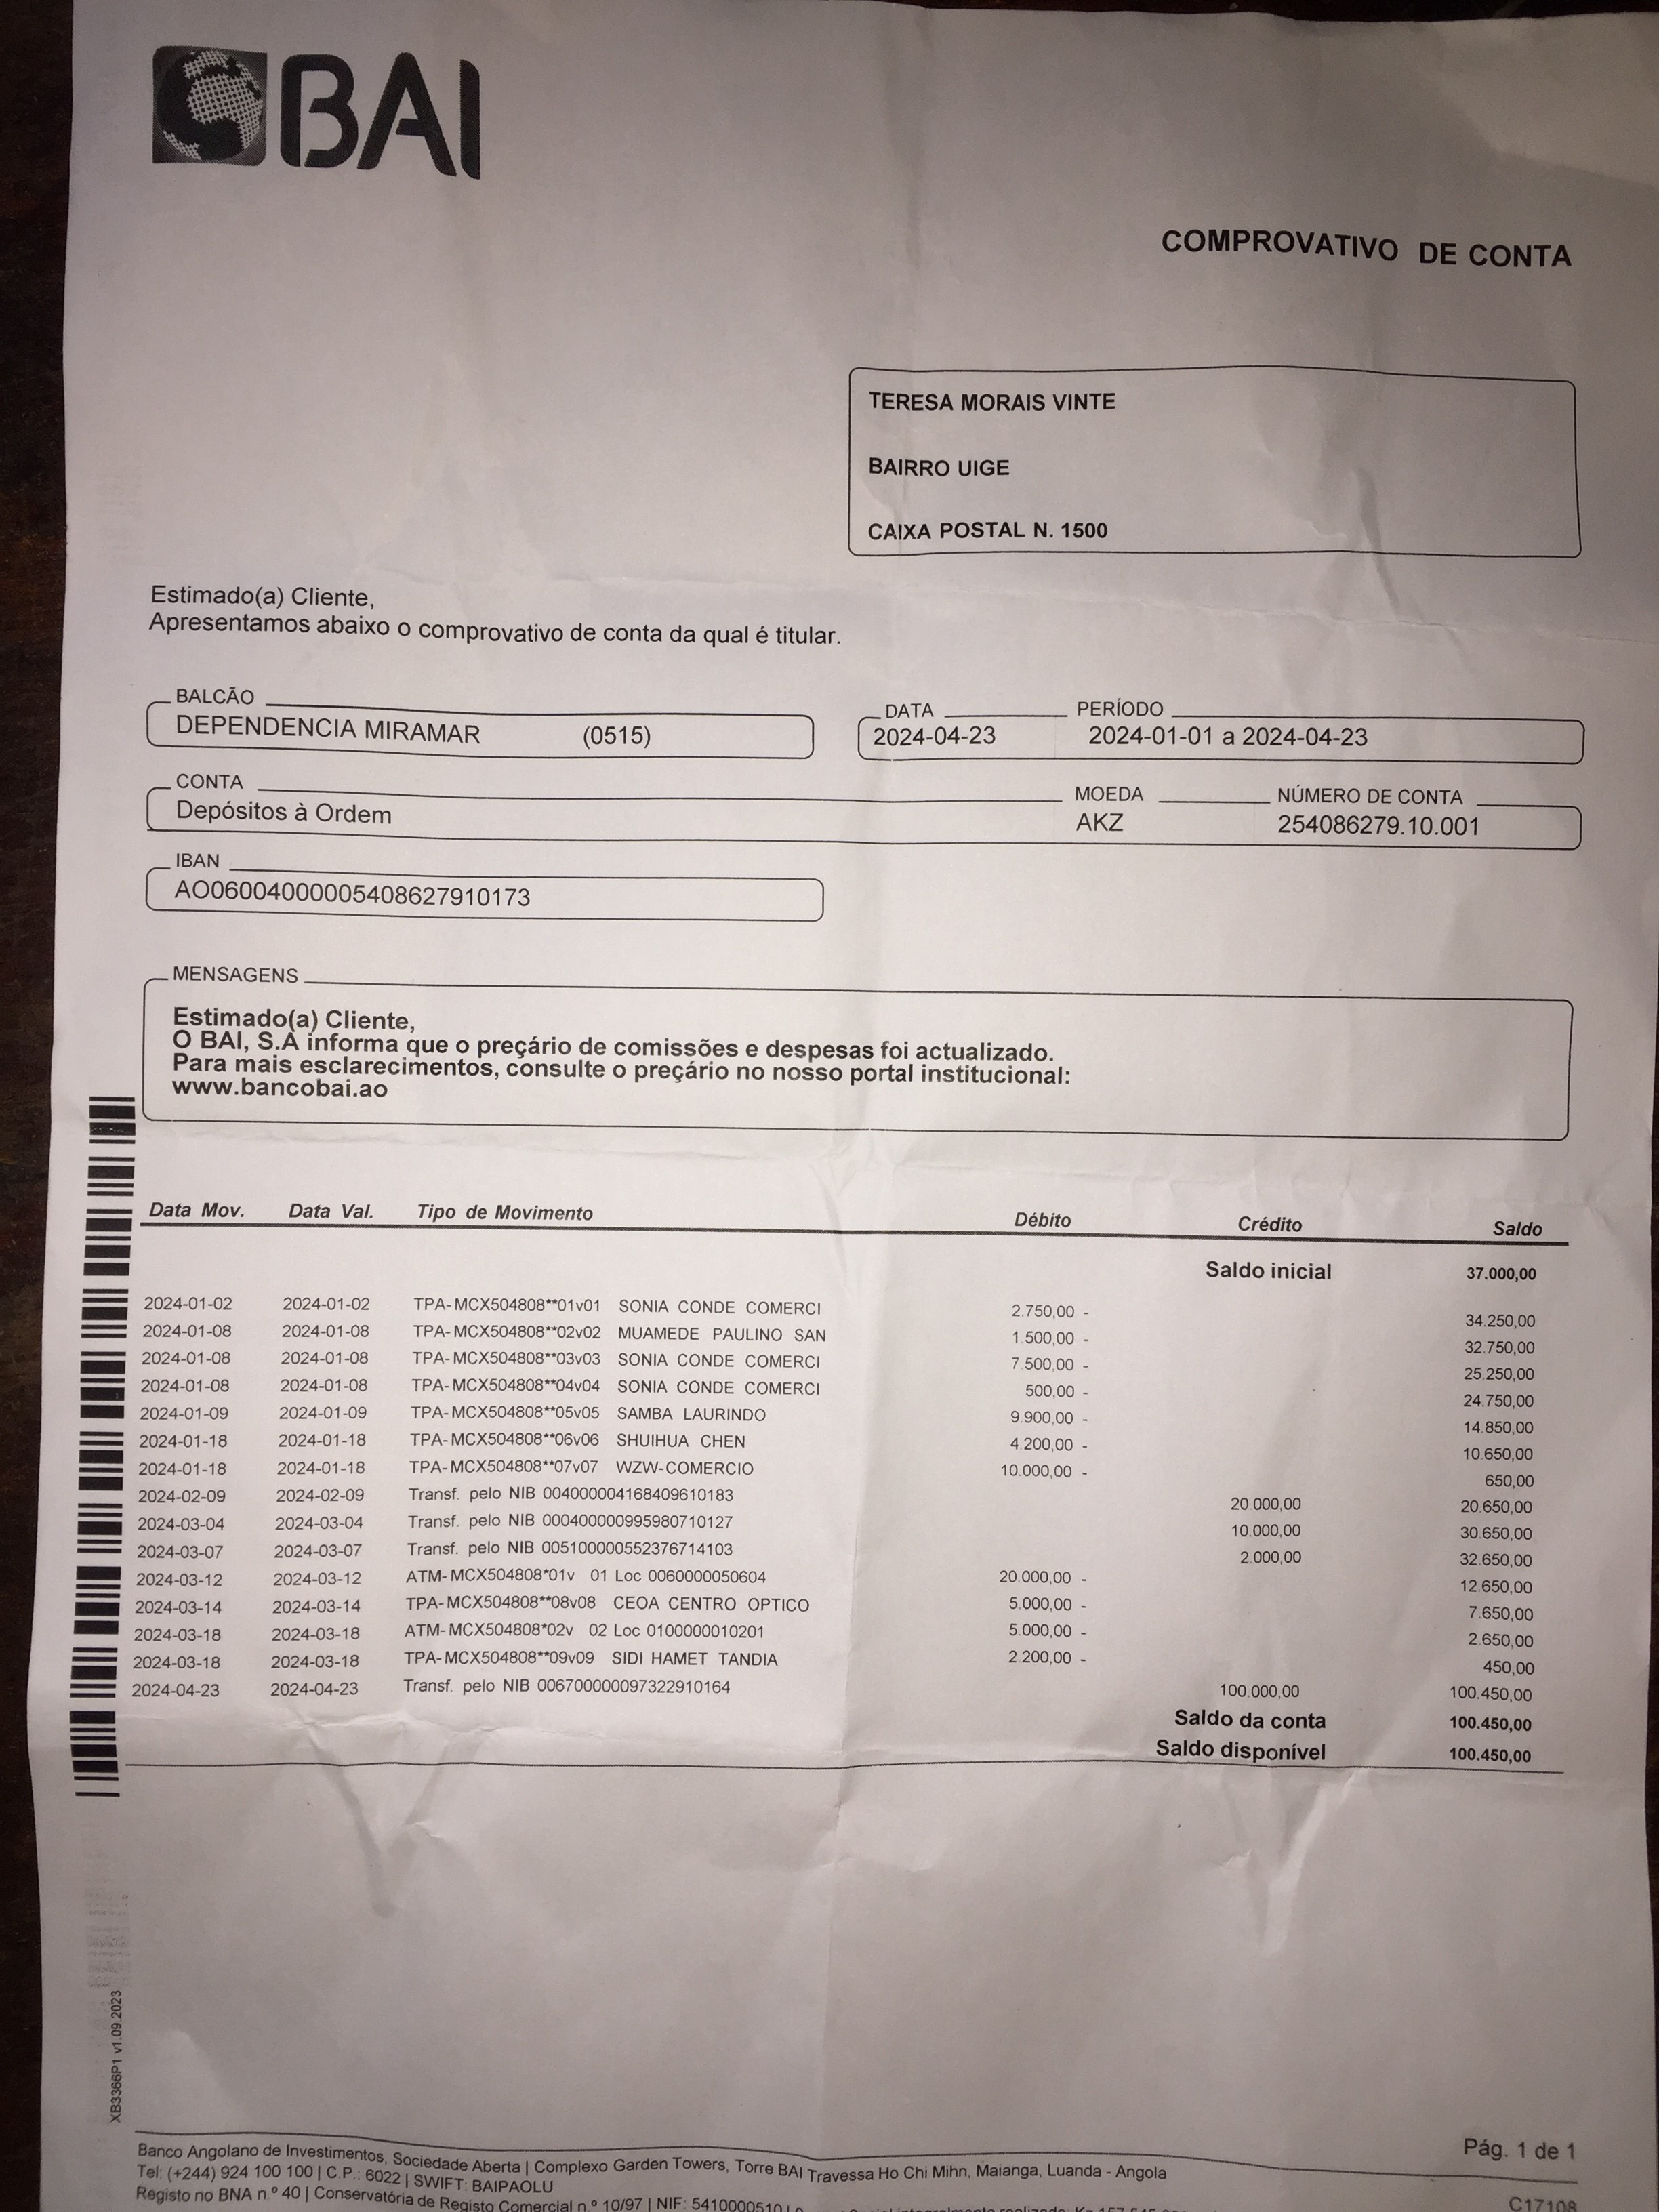 BAI
COMPROVATIVO DE CONTA
TERESA MORAIS VINTE
BAIRRO UIGE
CAIXA POSTAL N. 1500
Estimado(a) Cliente,
Apresentamos abaixo o comprovativo de conta da qual é titular.
BALCÃO DATA PERÍODO
DEPENDENCIA MIRAMAR (0515) 2024-04-23 2024-01-01 a 2024-04-23
CONTA MOEDA NÚMERO DE CONTA
Depósitos à Ordem AKZ 254086279.10.001
IBAN
AO06004000005408627910173
MENSAGENS
Estimado(a) Cliente,
O BAI, S.A informa que o preçário de comissões e despesas foi actualizado.
Para mais esclarecimentos, consulte o preçário no nosso portal institucional:
www.bancobai.ao
Data Mov. Data Val. Tipo de Movimento Débito Crédito Saldo
Saldo inicial 37.000,00
2024-01-02 2024-01-02 TPA-MCX504808**01v01 SONIA CONDE COMERCI 2.750,00 - 34.250,00
2024-01-08 2024-01-08 TPA-MCX504808**02v02 MUAMEDE PAULINO SAN 1.500,00 - 32.750,00
2024-01-08 2024-01-08 TPA-MCX504808**03v03 SONIA CONDE COMERCI 7.500,00 - 25.250,00
2024-01-08 2024-01-08 TPA-MCX504808**04v04 SONIA CONDE COMERCI 500,00 - 24.750,00
2024-01-09 2024-01-09 TPA-MCX504808**05v05 SAMBA LAURINDO 9.900,00 - 14.850,00
2024-01-18 2024-01-18 TPA-MCX504808**06v06 SHUIHUA CHEN 4.200,00 - 10.650,00
2024-01-18 2024-01-18 TPA-MCX504808**07v07 WZW-COMERCIO 10.000,00 - 650,00
2024-02-09 2024-02-09 Transf. pelo NIB 004000004168409610183 20.000,00 20.650,00
2024-03-04 2024-03-04 Transf. pelo NIB 000400000995980710127 10.000,00 30.650,00
2024-03-07 2024-03-07 Transf. pelo NIB 005100000552376714103 2.000,00 32.650,00
2024-03-12 2024-03-12 ATM-MCX504808*01v 01 Loc 0060000050604 20.000,00 - 12.650,00
2024-03-14 2024-03-14 TPA-MCX504808**08v08 CEOA CENTRO OPTICO 5.000,00 - 7.650,00
2024-03-18 2024-03-18 ATM-MCX504808*02v 02 Loc 0100000010201 5.000,00 - 2.650,00
2024-03-18 2024-03-18 TPA-MCX504808**09v09 SIDI HAMET TANDIA 2.200,00 - 450,00
2024-04-23 2024-04-23 Transf. pelo NIB 006700000097322910164 100.000,00 100.450,00
Saldo da conta 100.450,00
Saldo disponível 100.450,00
XB3366P1 v1.09.2023
Banco Angolano de Investimentos, Sociedade Aberta | Complexo Garden Towers, Torre BAI Travessa Ho Chi Mihn, Maianga, Luanda - Angola
Pág. 1 de 1
Tel: (+244) 924 100 100 | C.P.: 6022 | SWIFT: BAIPAOLU
Registo no BNA n.º 40 | Conservatória de Registo Comercial n.º 10/97 | NIF: 5410000510
C17108